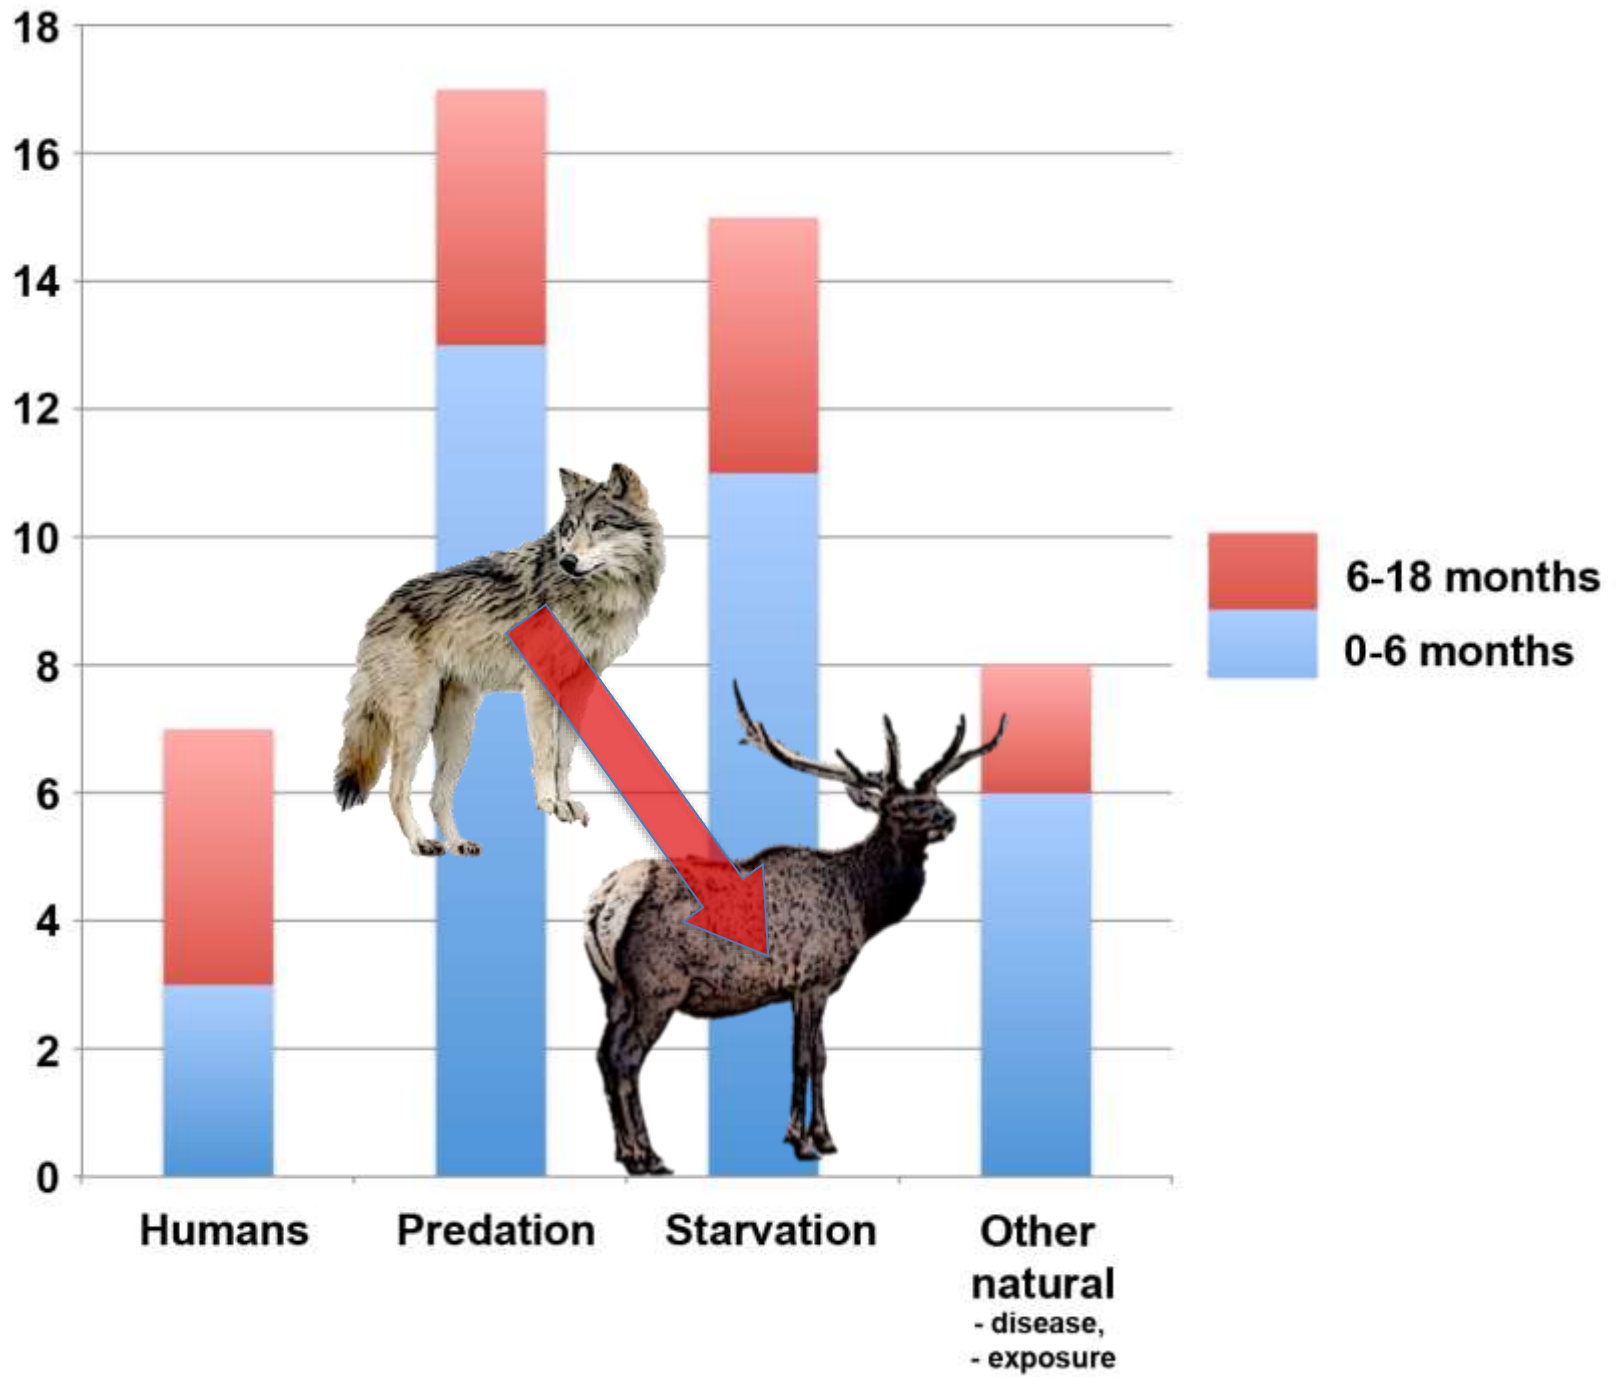 18
16
14
12
10
8
6
4
2
0
6-18 months
0-6 months
Humans
Predation
Starvation
Other
natural
- disease,
- exposure